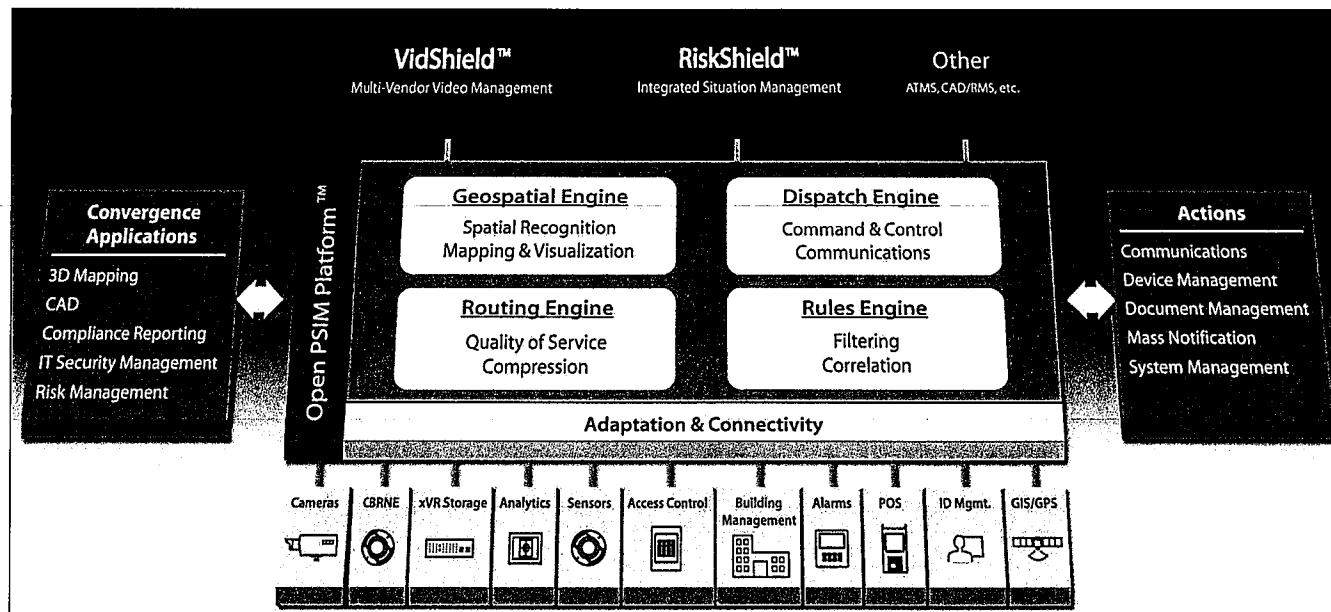 VidShield™
Multi-Vendor Video Management
RiskShield™
Integrated Situation Management
Other
ATMS, CAD/RMS, etc.
Convergence
Applications
3D Mapping
CAD
Compliance Reporting
IT Security Management
Risk Management
Open PSIM Platform™
Geospatial Engine
Spatial Recognition
Mapping & Visualization
Dispatch Engine
Command & Control
Communications
Routing Engine
Quality of Service
Compression
Rules Engine
Filtering
Correlation
Adaptation & Connectivity
Actions
Communications
Device Management
Document Management
Mass Notification
System Management
Cameras
CBRNE
xVR Storage
Analytics
Sensors
Access Control
Building
Management
Alarms
POS
ID Mgmt.
GIS/GPS